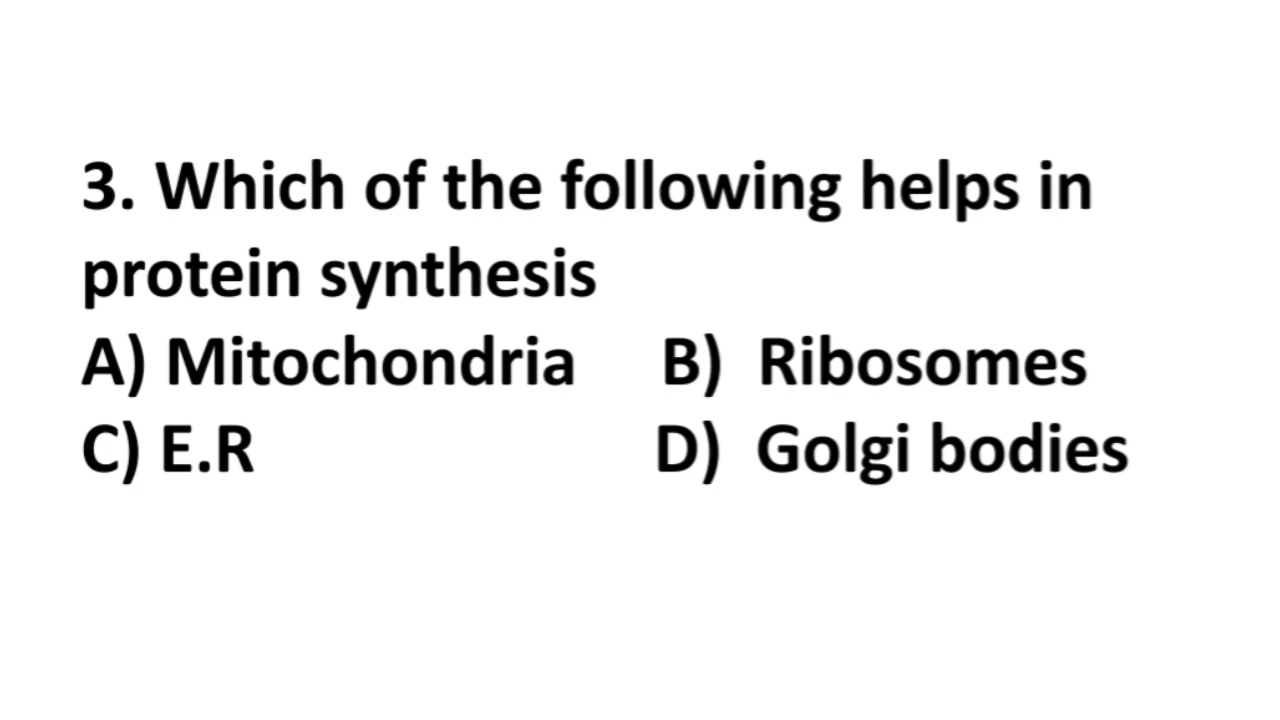 3. Which of the following helps in
protein synthesis
A) Mitochondria B) Ribosomes
C) E.R D) Golgi bodies